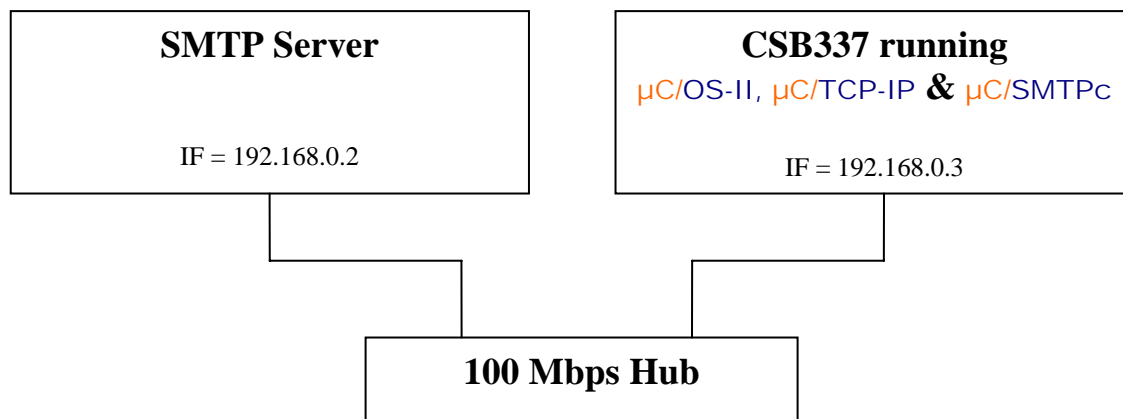 SMTP Server
IF = 192.168.0.2
CSB337 running
µC/OS-II, µC/TCP-IP & µC/SMTPc
IF = 192.168.0.3
100 Mbps Hub